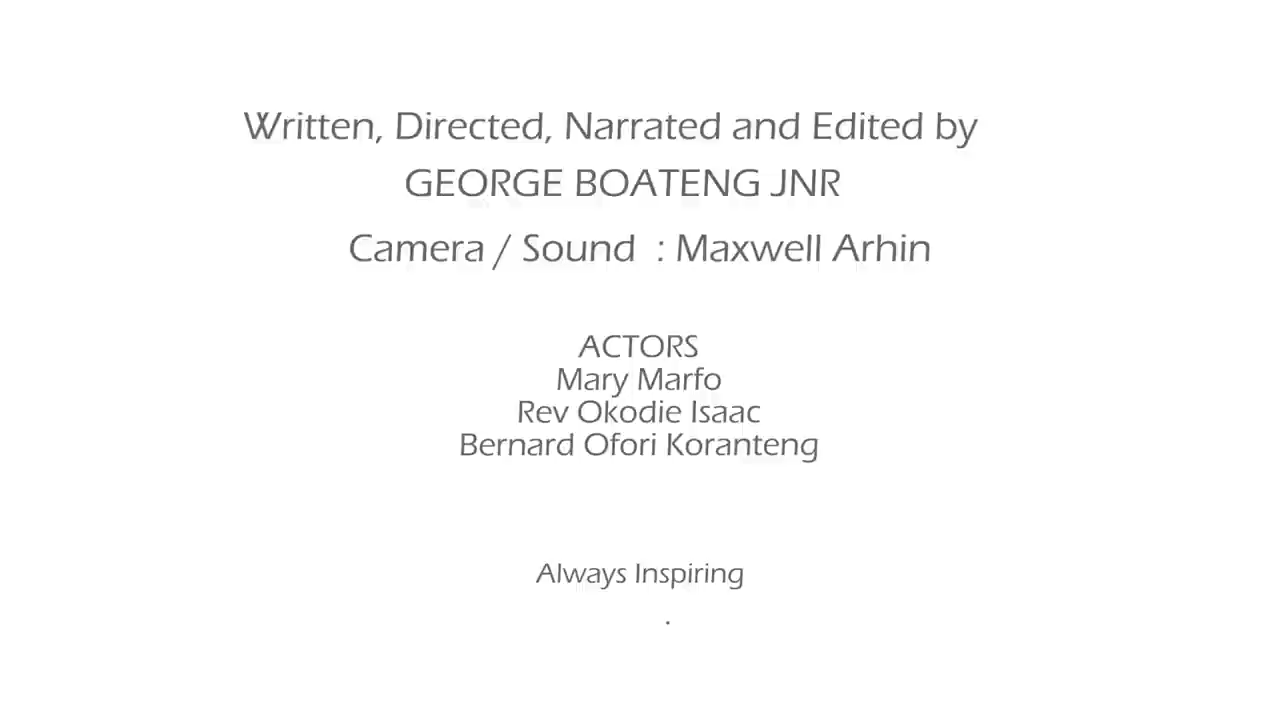 Written, Directed, Narrated and Edited by
GEORGE BOATENG JNR
Camera / Sound : Maxwell Arhin
ACTORS
Mary Marfo
Rev Okodie Isaac
Bernard Ofori Koranteng
Always Inspiring
.